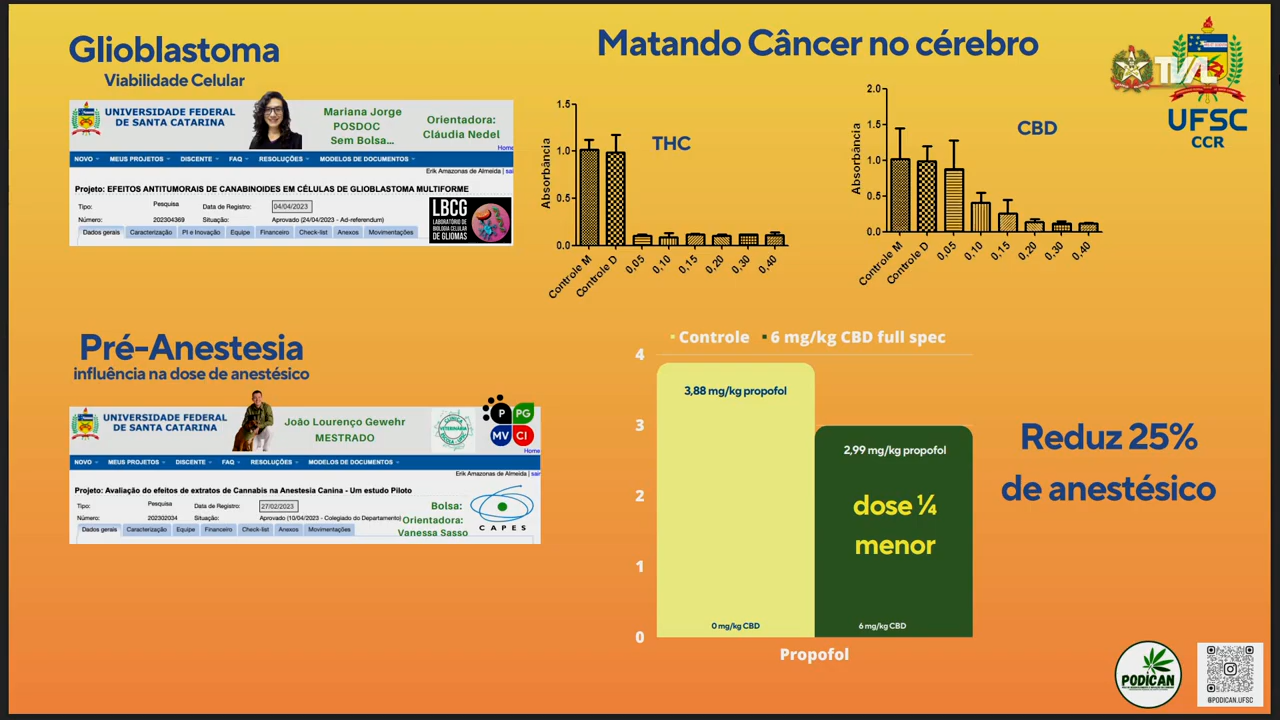 Glioblastoma
Viabilidade Celular
UNIVERSIDADE FEDERAL
DE SANTA CATARINA
Mariana Jorge
POSDOC
Sem Bolsa...
Orientadora:
Cláudia Nedel
Home
NOVO MEUS PROJETOS DISCENTE FAQ RESOLUÇÕES MODELOS DE DOCUMENTOS
Erik Amazonas de Almeida | sai
Projeto: EFEITOS ANTITUMORAIS DE CANABINOIDES EM CÉLULAS DE GLIOBLASTOMA MULTIFORME
Tipo: Pesquisa Data de Registro: 04/04/2023
Número: 202304369 Situação: Aprovado (24/04/2023 - Ad-referendum)
Dados gerais Caracterização PI e Inovação Equipe Financeiro Check-list Anexos Movimentações
LBCG
LABORATÓRIO DE
BIOLOGIA CELULAR
DE GLIOMAS
Matando Câncer no cérebro
TVAL
UFSC
CCR
THC
Absorbância
1.5
1.0
0.5
0.0
Controle M
Controle D
0,05
0,10
0,15
0,20
0,30
0,40
CBD
Absorbância
2.0
1.5
1.0
0.5
0.0
Controle M
Controle D
0,05
0,10
0,15
0,20
0,30
0,40
Pré-Anestesia
influência na dose de anestésico
UNIVERSIDADE FEDERAL
DE SANTA CATARINA
João Lourenço Gewehr
MESTRADO
P PG
MV CI
Home
NOVO MEUS PROJETOS DISCENTE FAQ RESOLUÇÕES MODELOS DE DOCUMENTOS
Erik Amazonas de Almeida | sair
Projeto: Avaliação do efeitos de extratos de Cannabis na Anestesia Canina - Um estudo Piloto
Tipo: Pesquisa Data de Registro: 27/02/2023
Número: 202302034 Situação: Aprovado (10/04/2023 - Colegiado do Departamento)
Dados gerais Caracterização Equipe Financeiro Check-list Anexos Movimentações
Bolsa:
Orientadora:
Vanessa Sasso
CAPES
Controle 6 mg/kg CBD full spec
4
3
2
1
0
3,88 mg/kg propofol
0 mg/kg CBD
2,99 mg/kg propofol
dose ¼
menor
6 mg/kg CBD
Propofol
Reduz 25%
de anestésico
PODICAN
@PODICAN.UFSC